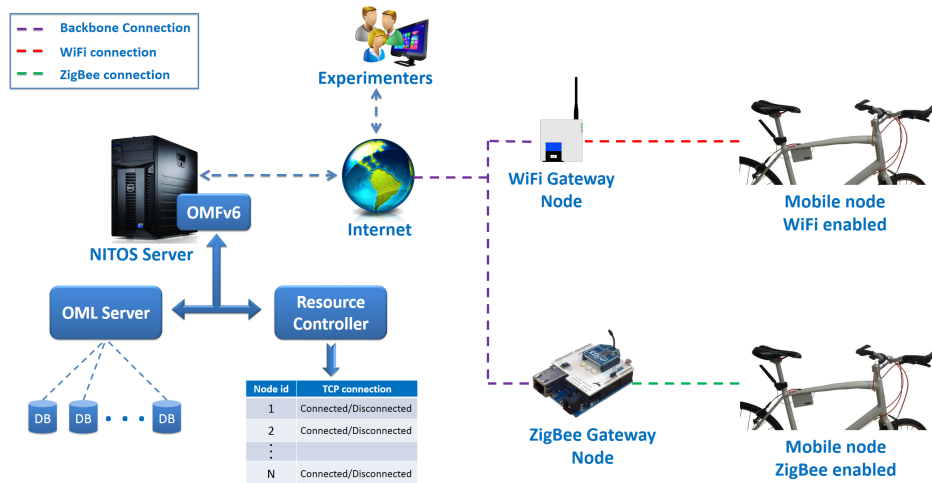 Backbone Connection
WiFi connection
ZigBee connection
Experimenters
OMFv6
NITOS Server
Internet
WiFi Gateway
Node
Mobile node
WiFi enabled
OML Server
Resource
Controller
DB
DB
DB
Node id TCP connection
1 Connected/Disconnected
2 Connected/Disconnected
⋮
N Connected/Disconnected
ZigBee Gateway
Node
Mobile node
ZigBee enabled